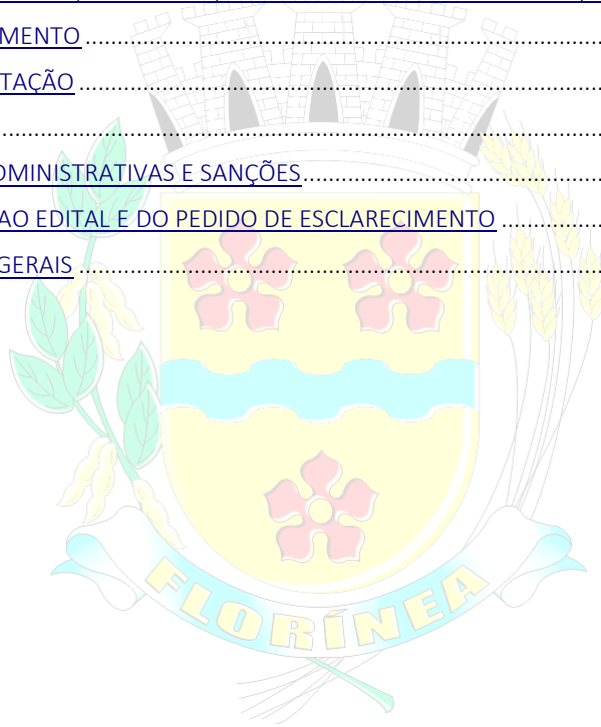 MENTO
TAÇÃO
DMINISTRATIVAS E SANÇÕES
AO EDITAL E DO PEDIDO DE ESCLARECIMENTO
GERAIS
FLORÍNEA